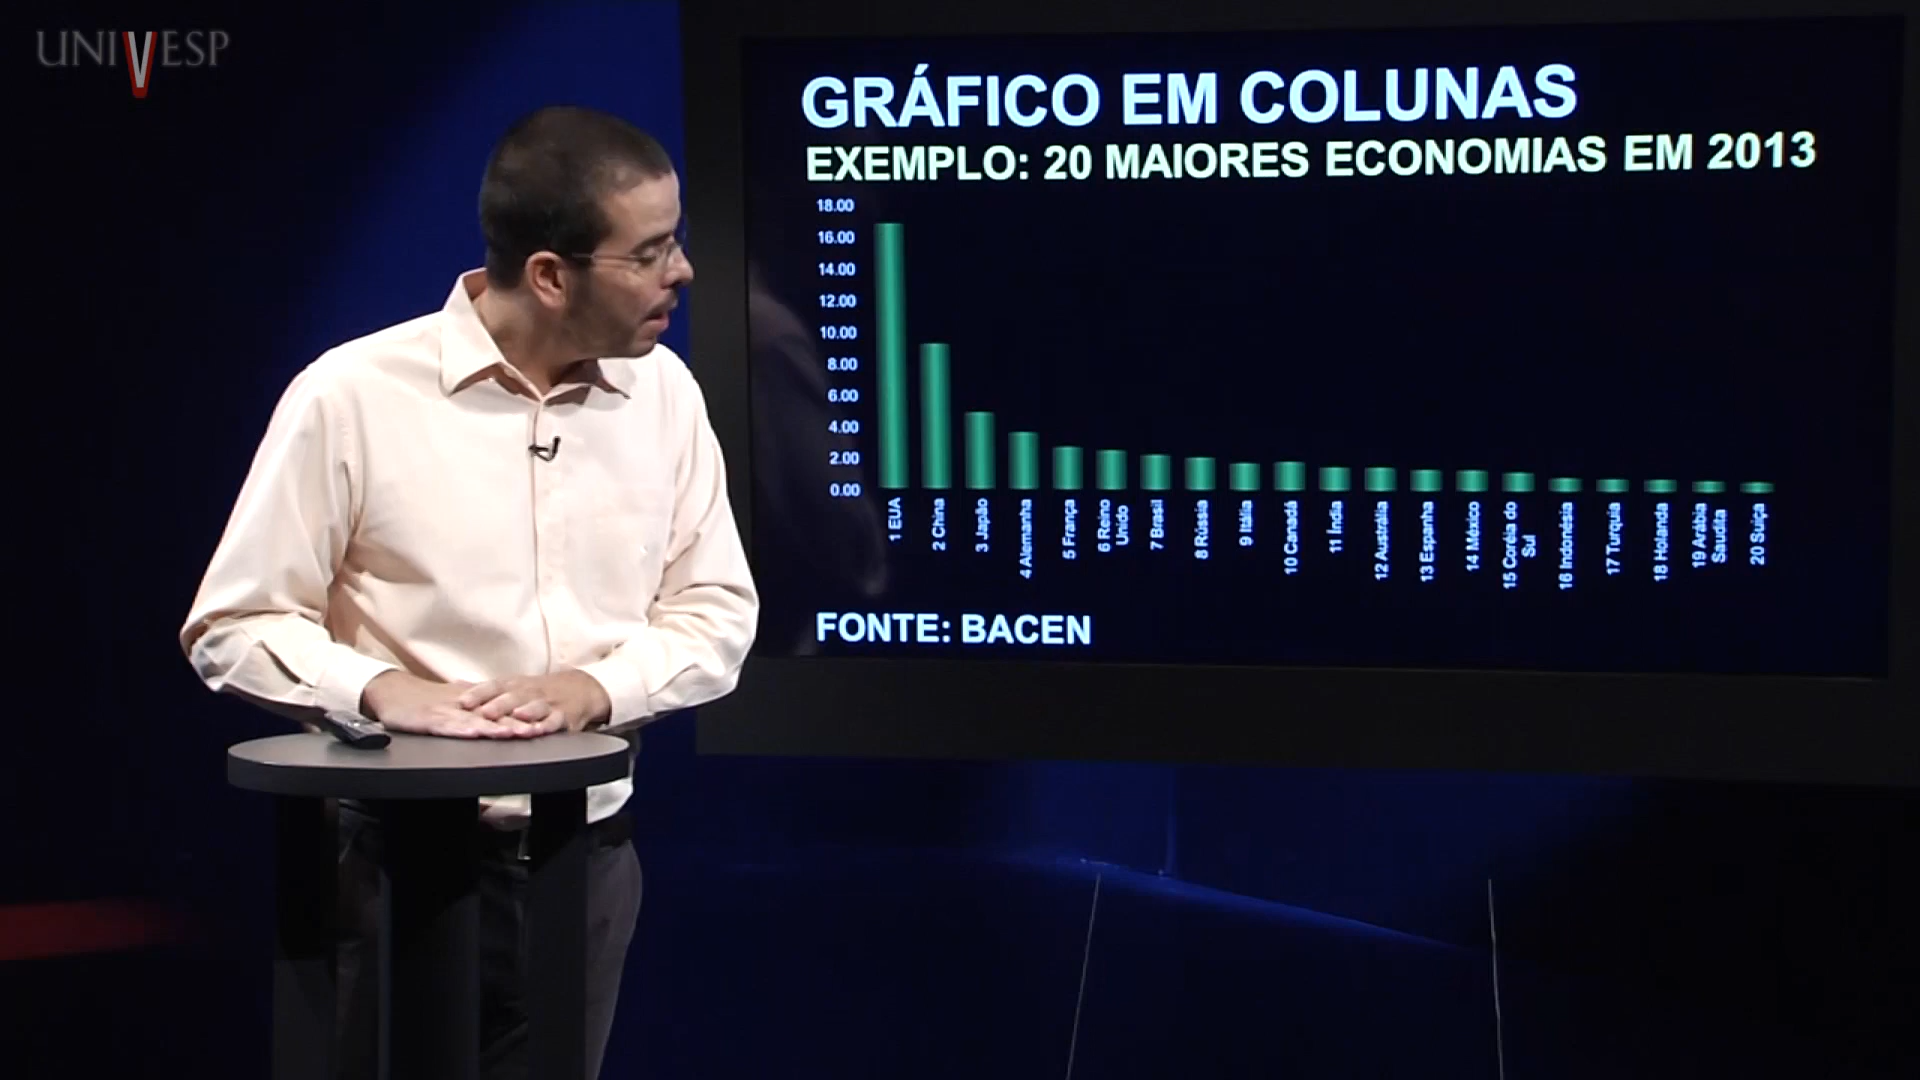 UNIVESP
GRÁFICO EM COLUNAS
EXEMPLO: 20 MAIORES ECONOMIAS EM 2013
18.00
16.00
14.00
12.00
10.00
8.00
6.00
4.00
2.00
0.00
1 EUA
2 China
3 Japão
4 Alemanha
5 França
6 Reino
Unido
7 Brasil
8 Rússia
9 Itália
10 Canadá
11 Índia
12 Austrália
13 Espanha
14 México
15 Coréia do
Sul
16 Indonésia
17 Turquia
18 Holanda
19 Arábia
Saudita
20 Suiça
FONTE: BACEN